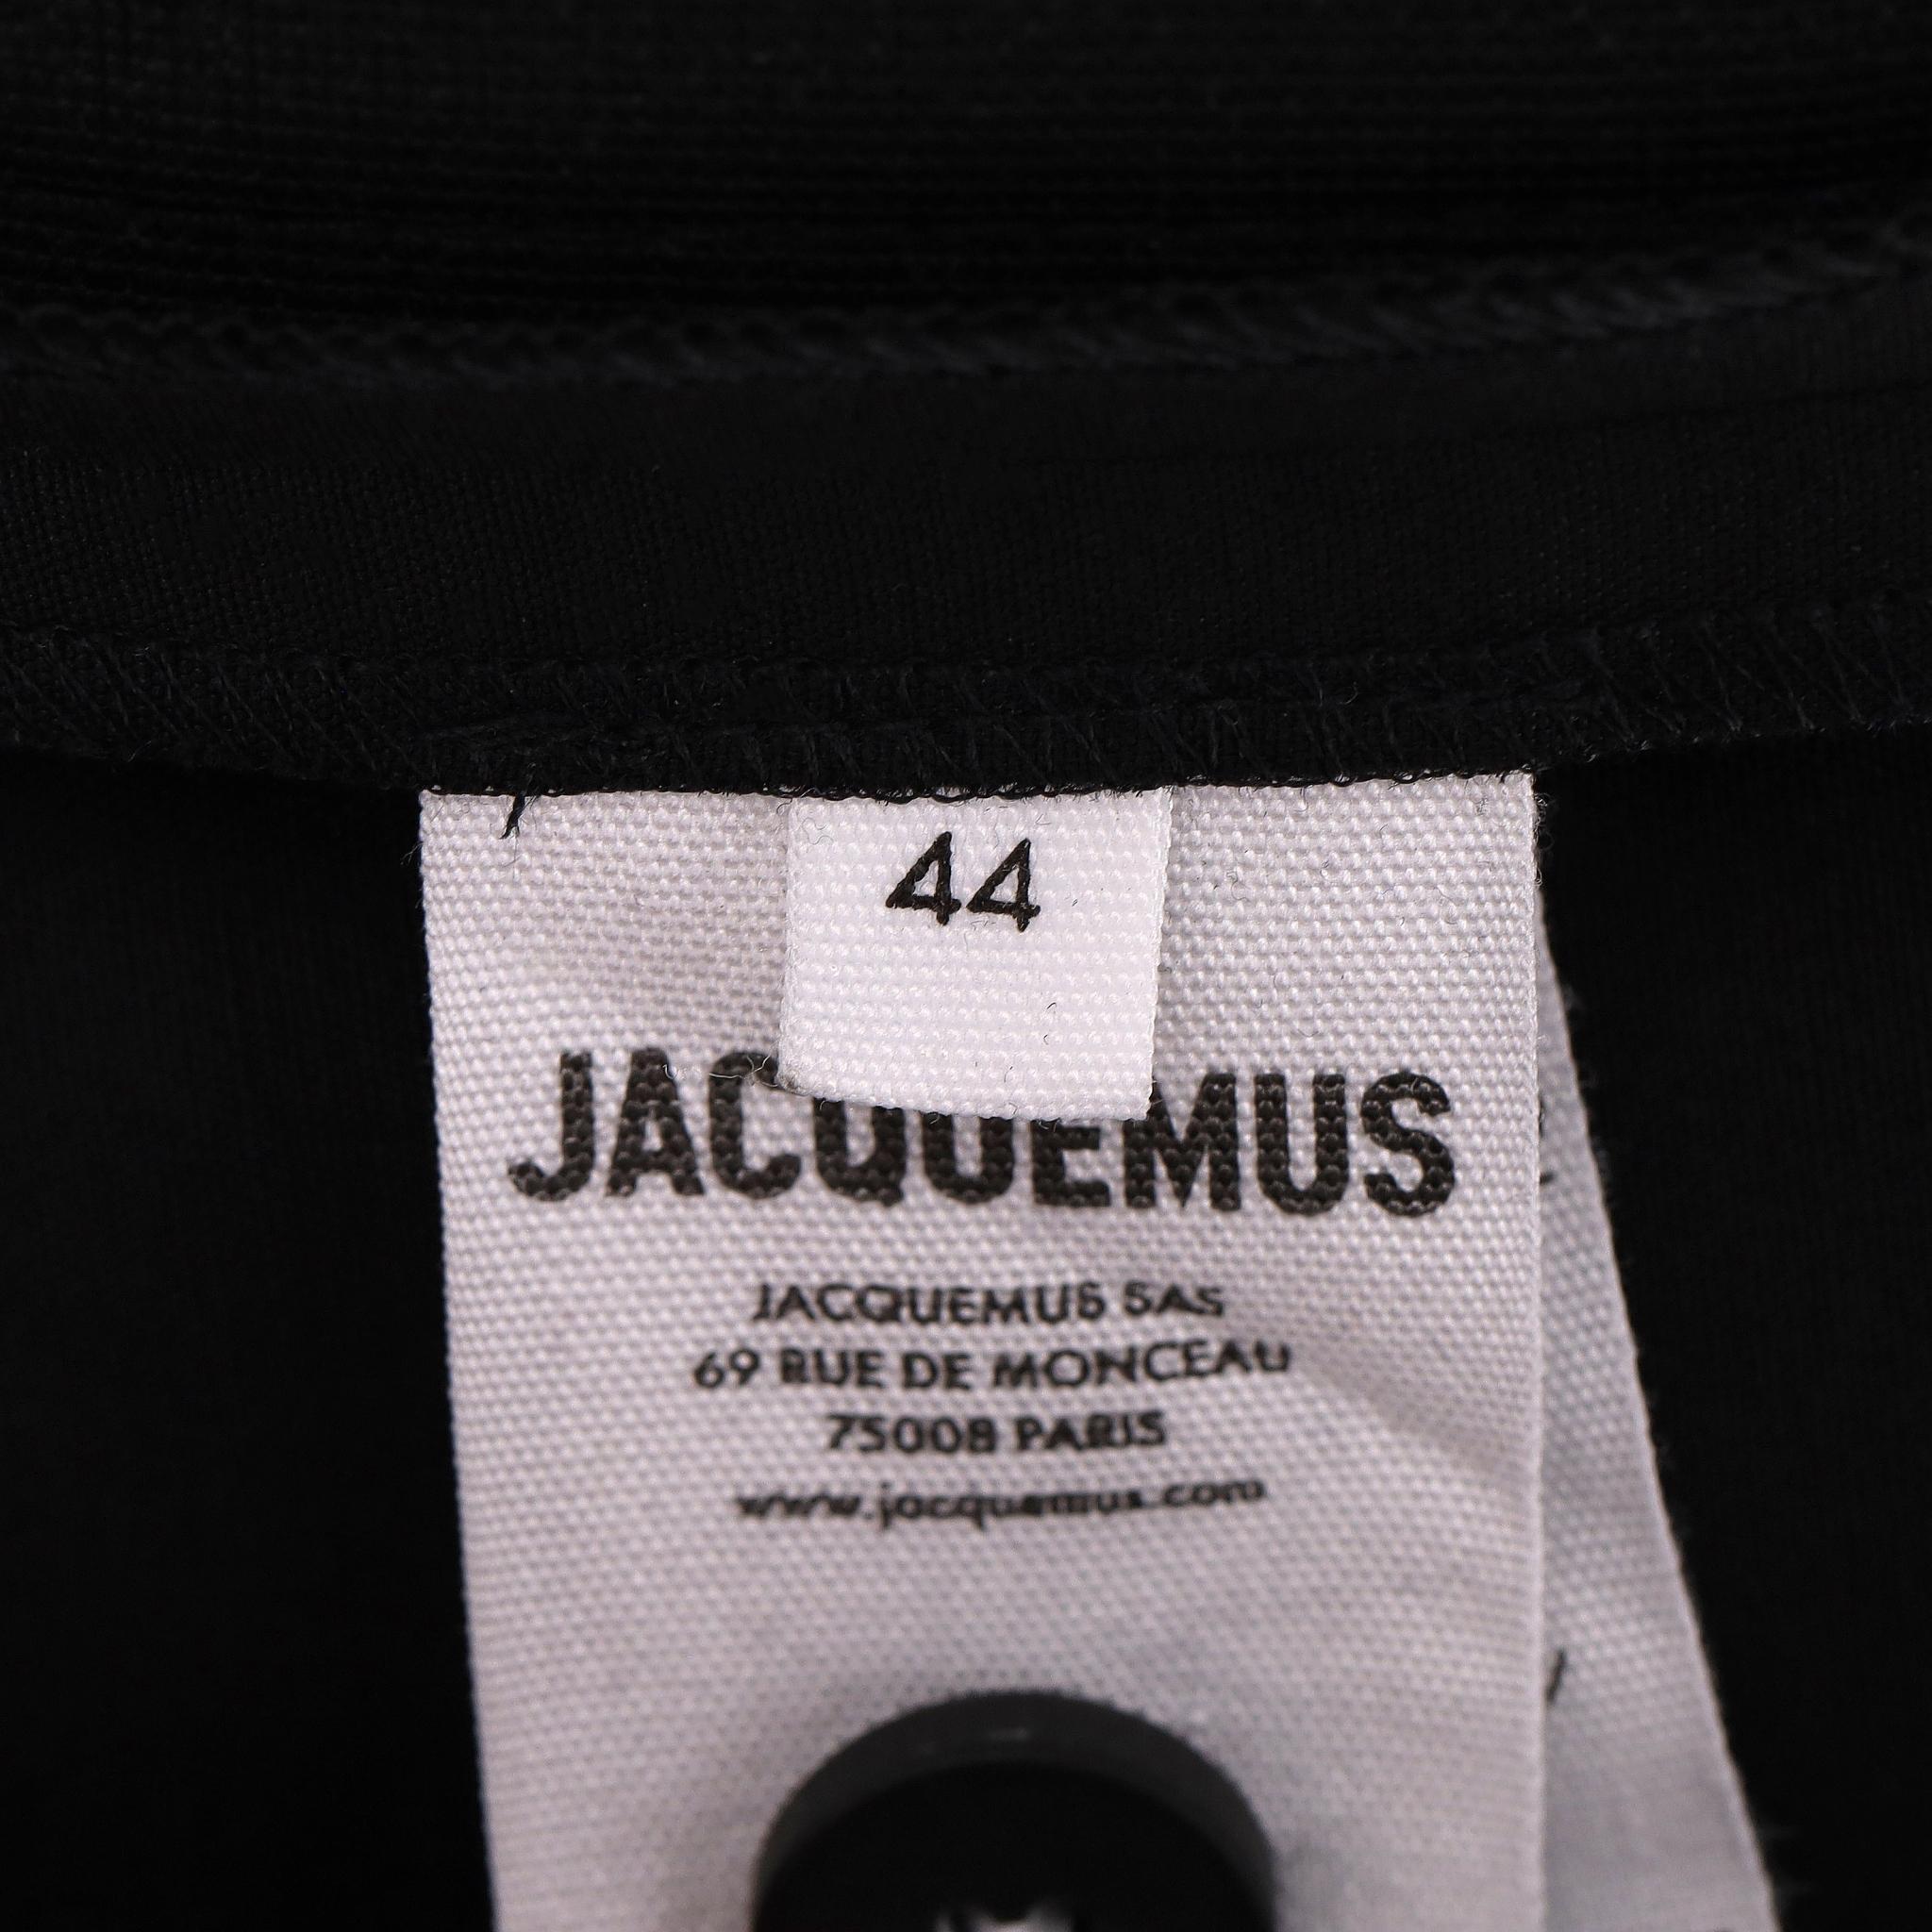 44
JACQUEMUS
JACQUEMUS SAS
69 RUE DE MONCEAU
75008 PARIS
www.jacquemus.com